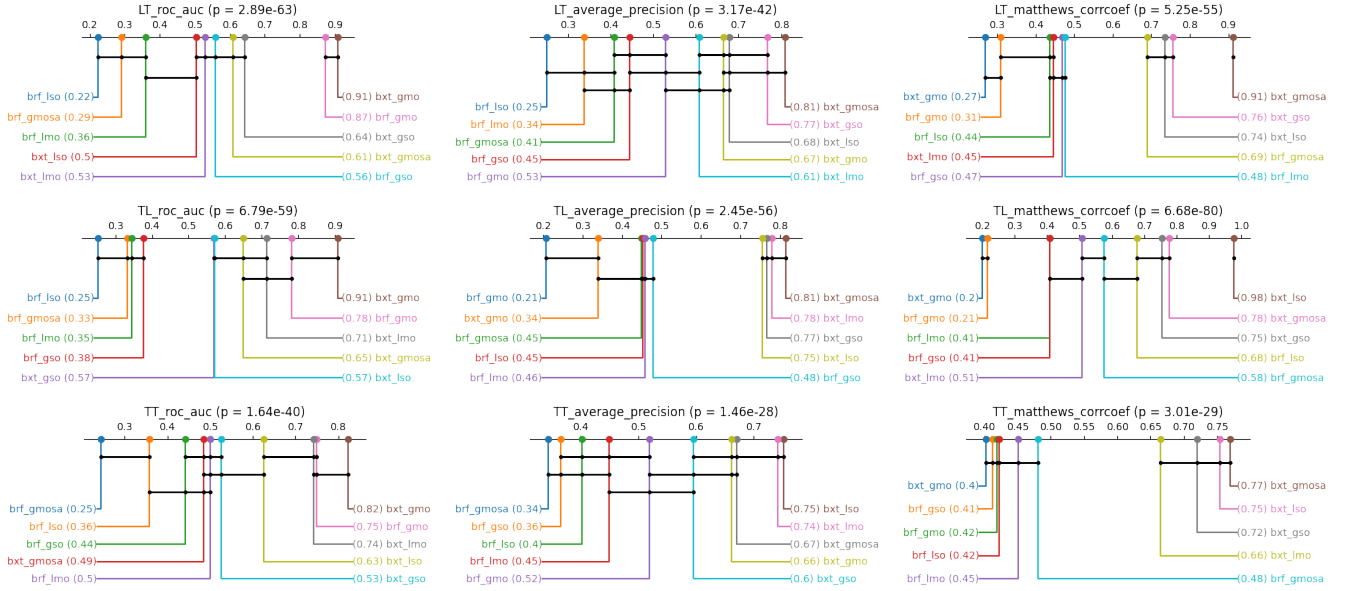 LT_roc_auc (p = 2.89e-63)
0.2 0.3 0.4 0.5 0.6 0.7 0.8 0.9
brf_lso (0.22)
brf_gmosa (0.29)
brf_lmo (0.36)
bxt_lso (0.5)
bxt_lmo (0.53)
(0.91) bxt_gmo
(0.87) brf_gmo
(0.64) bxt_gso
(0.61) bxt_gmosa
(0.56) brf_gso
LT_average_precision (p = 3.17e-42)
0.3 0.4 0.5 0.6 0.7 0.8
brf_lso (0.25)
brf_lmo (0.34)
brf_gmosa (0.41)
brf_gso (0.45)
brf_gmo (0.53)
(0.81) bxt_gmosa
(0.77) bxt_gso
(0.68) bxt_lso
(0.67) bxt_gmo
(0.61) bxt_lmo
LT_matthews_corrcoef (p = 5.25e-55)
0.3 0.4 0.5 0.6 0.7 0.8 0.9
bxt_gmo (0.27)
brf_gmo (0.31)
brf_lso (0.44)
bxt_lmo (0.45)
brf_gso (0.47)
(0.91) bxt_gmosa
(0.76) bxt_gso
(0.74) bxt_lso
(0.69) brf_gmosa
(0.48) brf_lmo
TL_roc_auc (p = 6.79e-59)
0.3 0.4 0.5 0.6 0.7 0.8 0.9
brf_lso (0.25)
brf_gmosa (0.33)
brf_lmo (0.35)
brf_gso (0.38)
bxt_gso (0.57)
(0.91) bxt_gmo
(0.78) brf_gmo
(0.71) bxt_lmo
(0.65) bxt_gmosa
(0.57) bxt_lso
TL_average_precision (p = 2.45e-56)
0.2 0.3 0.4 0.5 0.6 0.7 0.8
brf_gmo (0.21)
bxt_gmo (0.34)
brf_gmosa (0.45)
brf_lso (0.45)
brf_lmo (0.46)
(0.81) bxt_gmosa
(0.78) bxt_lmo
(0.77) bxt_gso
(0.75) bxt_lso
(0.48) brf_gso
TL_matthews_corrcoef (p = 6.68e-80)
0.2 0.3 0.4 0.5 0.6 0.7 0.8 0.9 1.0
bxt_gmo (0.2)
brf_gmo (0.21)
brf_lmo (0.41)
brf_gso (0.41)
bxt_lmo (0.51)
(0.98) bxt_lso
(0.78) bxt_gmosa
(0.75) bxt_gso
(0.68) brf_lso
(0.58) brf_gmosa
TT_roc_auc (p = 1.64e-40)
0.3 0.4 0.5 0.6 0.7 0.8
brf_gmosa (0.25)
brf_lso (0.36)
brf_gso (0.44)
bxt_gmosa (0.49)
brf_lmo (0.5)
(0.82) bxt_gmo
(0.75) brf_gmo
(0.74) bxt_lmo
(0.63) bxt_lso
(0.53) bxt_gso
TT_average_precision (p = 1.46e-28)
0.4 0.5 0.6 0.7
brf_gmosa (0.34)
brf_gso (0.36)
brf_lso (0.4)
brf_lmo (0.45)
brf_gmo (0.52)
(0.75) bxt_lso
(0.74) bxt_lmo
(0.67) bxt_gmosa
(0.66) bxt_gmo
(0.6) bxt_gso
TT_matthews_corrcoef (p = 3.01e-29)
0.40 0.45 0.50 0.55 0.60 0.65 0.70 0.75
bxt_gmo (0.4)
brf_gso (0.41)
brf_gmo (0.42)
brf_lso (0.42)
brf_lmo (0.45)
(0.77) bxt_gmosa
(0.75) bxt_lso
(0.72) bxt_gso
(0.66) bxt_lmo
(0.48) brf_gmosa